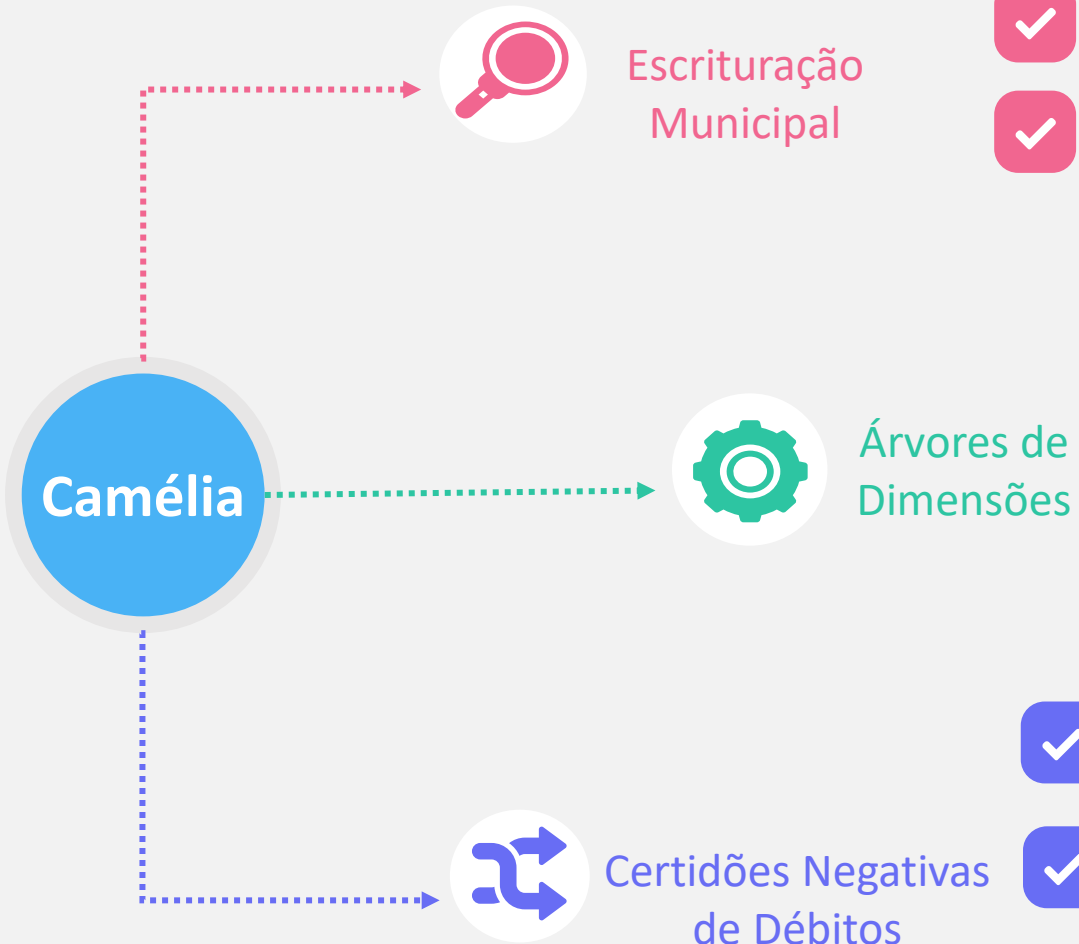 Escrituração
Municipal
Camélia
Árvores de
Dimensões
Certidões Negativas
de Débitos